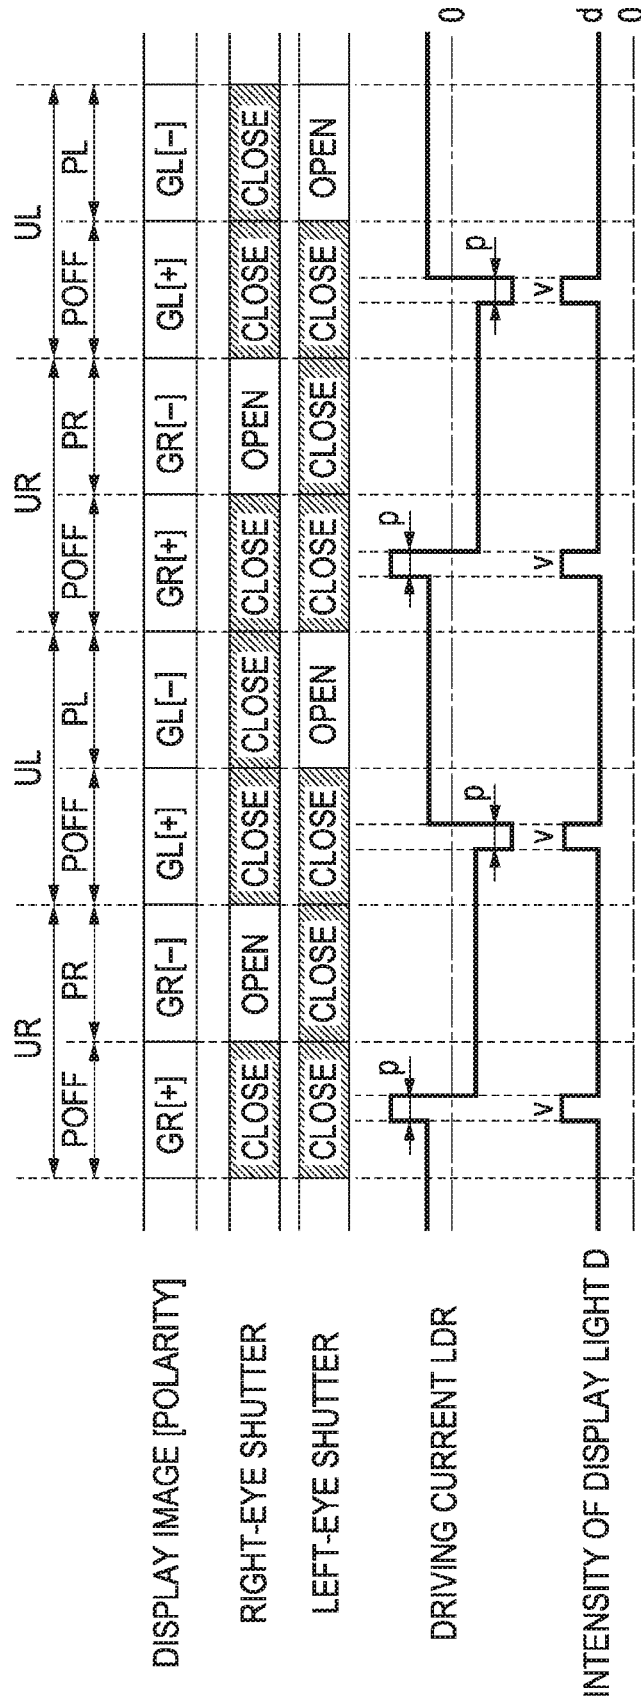 UR UL UR UL
POFF PR POFF PL POFF PR POFF PL
DISPLAY IMAGE [POLARITY] GR[+] GR[-] GL[+] GL[-] GR[+] GR[-] GL[+] GL[-]
RIGHT-EYE SHUTTER CLOSE OPEN CLOSE CLOSE CLOSE OPEN CLOSE CLOSE
LEFT-EYE SHUTTER CLOSE CLOSE CLOSE OPEN CLOSE CLOSE CLOSE OPEN
p p p p
DRIVING CURRENT LDR 0
v v v v
INTENSITY OF DISPLAY LIGHT D d
0